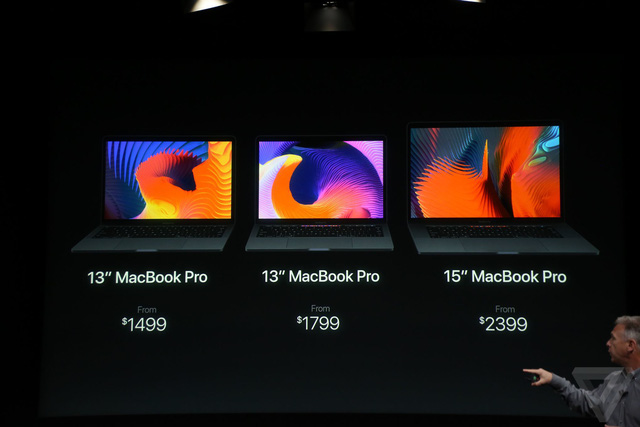 13" MacBook Pro
From
$1499
13" MacBook Pro
From
$1799
15" MacBook Pro
From
$2399